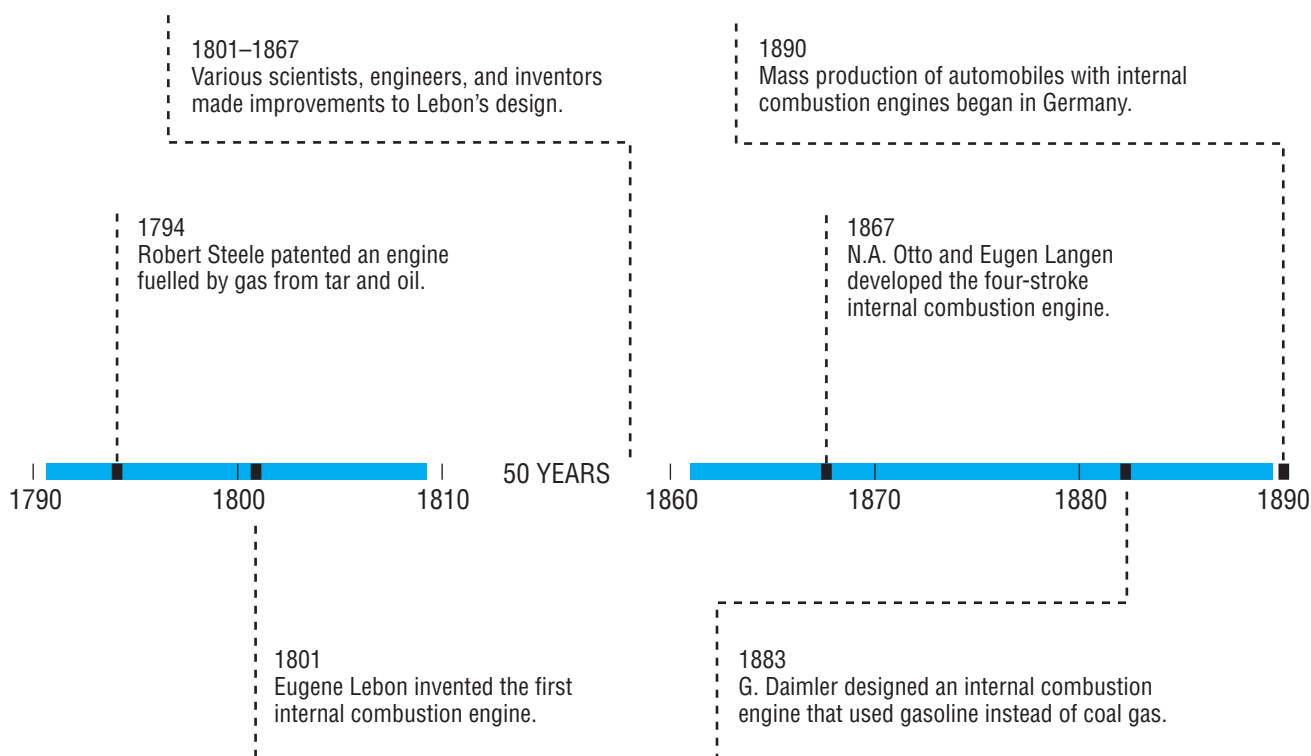 1801–1867
Various scientists, engineers, and inventors
made improvements to Lebon’s design.
1890
Mass production of automobiles with internal
combustion engines began in Germany.
1794
Robert Steele patented an engine
fuelled by gas from tar and oil.
1867
N.A. Otto and Eugen Langen
developed the four-stroke
internal combustion engine.
50 YEARS
1790
1800
1810
1860
1870
1880
1890
1801
Eugene Lebon invented the first
internal combustion engine.
1883
G. Daimler designed an internal combustion
engine that used gasoline instead of coal gas.